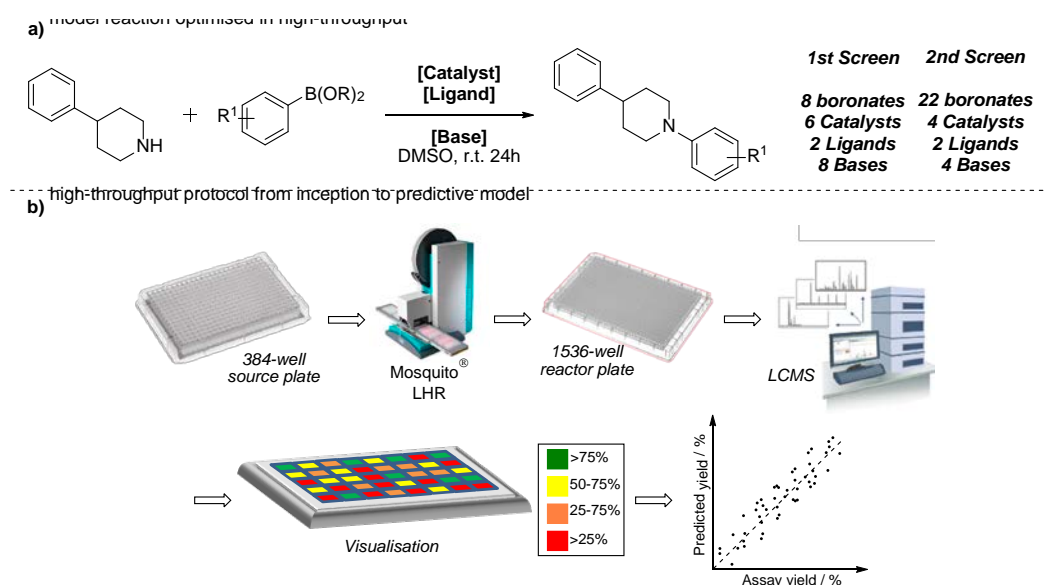 a) model reaction optimised in high-throughput
[Catalyst]
[Ligand]
[Base]
DMSO, r.t. 24h
NH
+
R¹
B(OR)₂
N
R¹
1st Screen 2nd Screen
8 boronates 22 boronates
6 Catalysts 4 Catalysts
2 Ligands 2 Ligands
8 Bases 4 Bases
b) high-throughput protocol from inception to predictive model
384-well
source plate
Mosquito®
LHR
1536-well
reactor plate
LCMS
Visualisation
>75%
50-75%
25-75%
>25%
Predicted yield / %
Assay yield / %